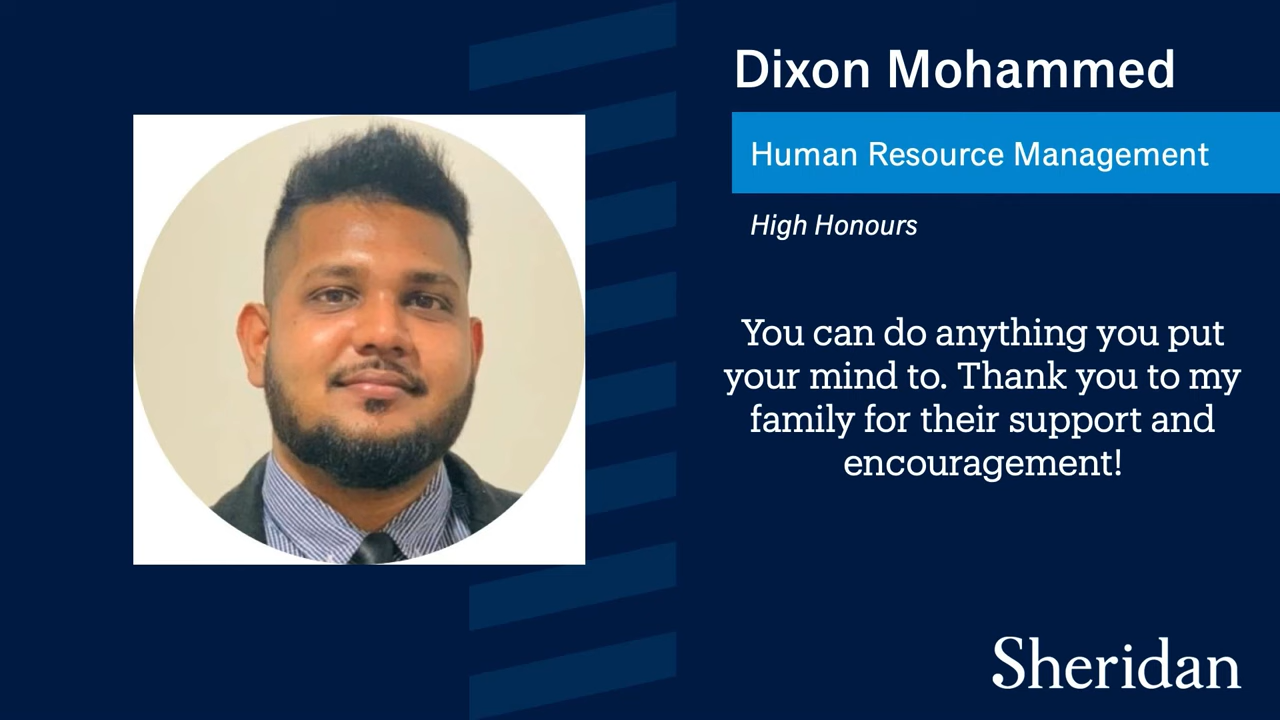 Dixon Mohammed
Human Resource Management
High Honours
You can do anything you put
your mind to. Thank you to my
family for their support and
encouragement!
Sheridan